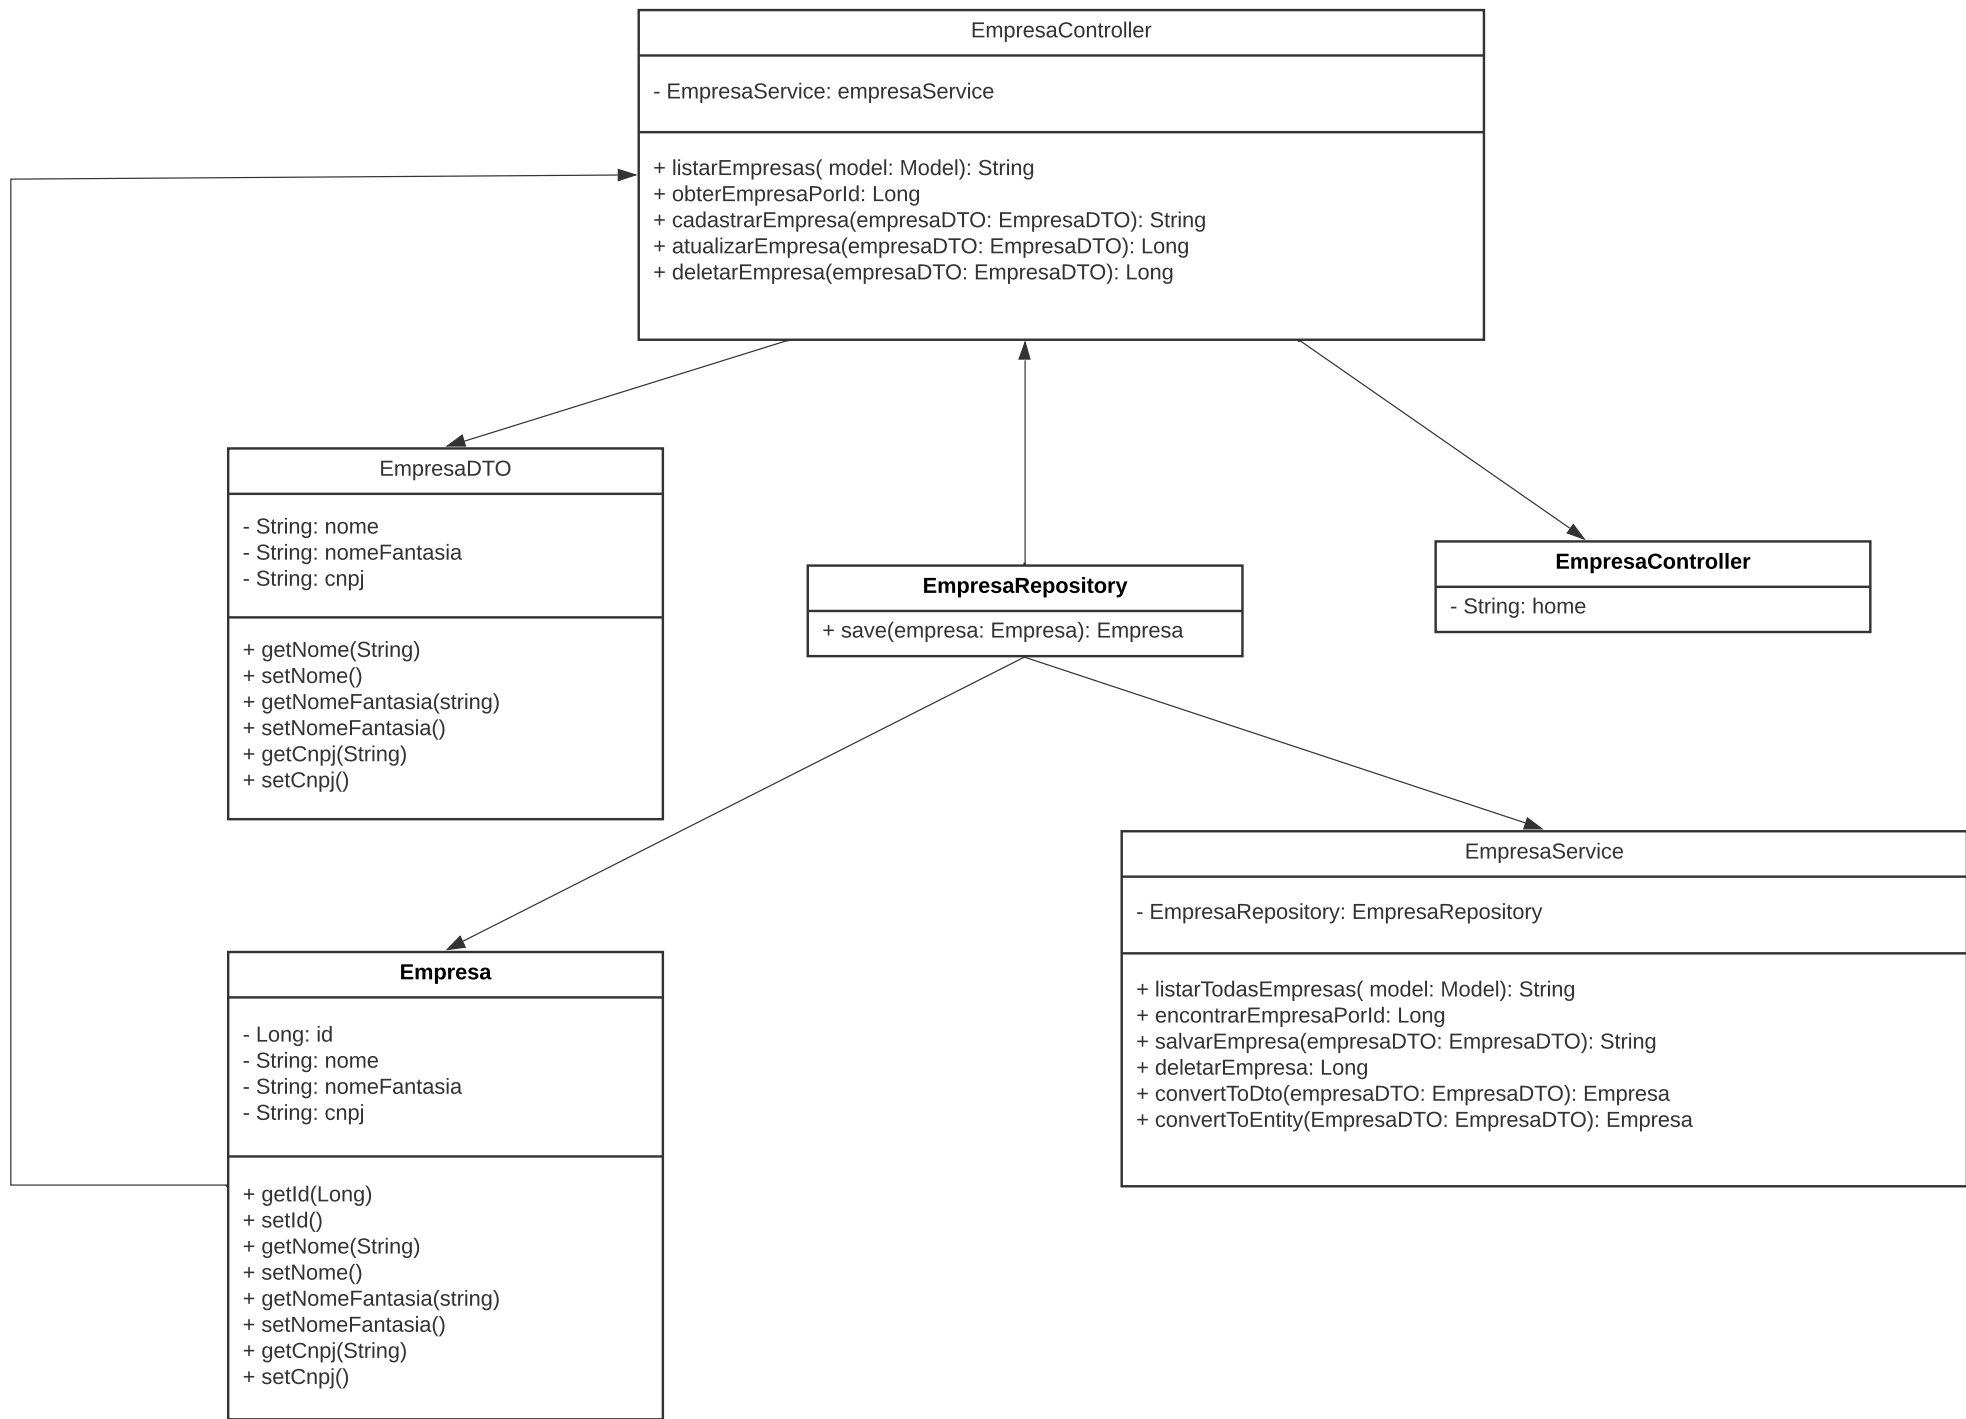 EmpresaController
- EmpresaService: empresaService
+ listarEmpresas( model: Model): String
+ obterEmpresaPorId: Long
+ cadastrarEmpresa(empresaDTO: EmpresaDTO): String
+ atualizarEmpresa(empresaDTO: EmpresaDTO): Long
+ deletarEmpresa(empresaDTO: EmpresaDTO): Long
EmpresaDTO
- String: nome
- String: nomeFantasia
- String: cnpj
+ getNome(String)
+ setNome()
+ getNomeFantasia(string)
+ setNomeFantasia()
+ getCnpj(String)
+ setCnpj()
EmpresaRepository
+ save(empresa: Empresa): Empresa
EmpresaController
- String: home
Empresa
- Long: id
- String: nome
- String: nomeFantasia
- String: cnpj
+ getId(Long)
+ setId()
+ getNome(String)
+ setNome()
+ getNomeFantasia(string)
+ setNomeFantasia()
+ getCnpj(String)
+ setCnpj()
EmpresaService
- EmpresaRepository: EmpresaRepository
+ listarTodasEmpresas( model: Model): String
+ encontrarEmpresaPorId: Long
+ salvarEmpresa(empresaDTO: EmpresaDTO): String
+ deletarEmpresa: Long
+ convertToDto(empresaDTO: EmpresaDTO): Empresa
+ convertToEntity(EmpresaDTO: EmpresaDTO): Empresa